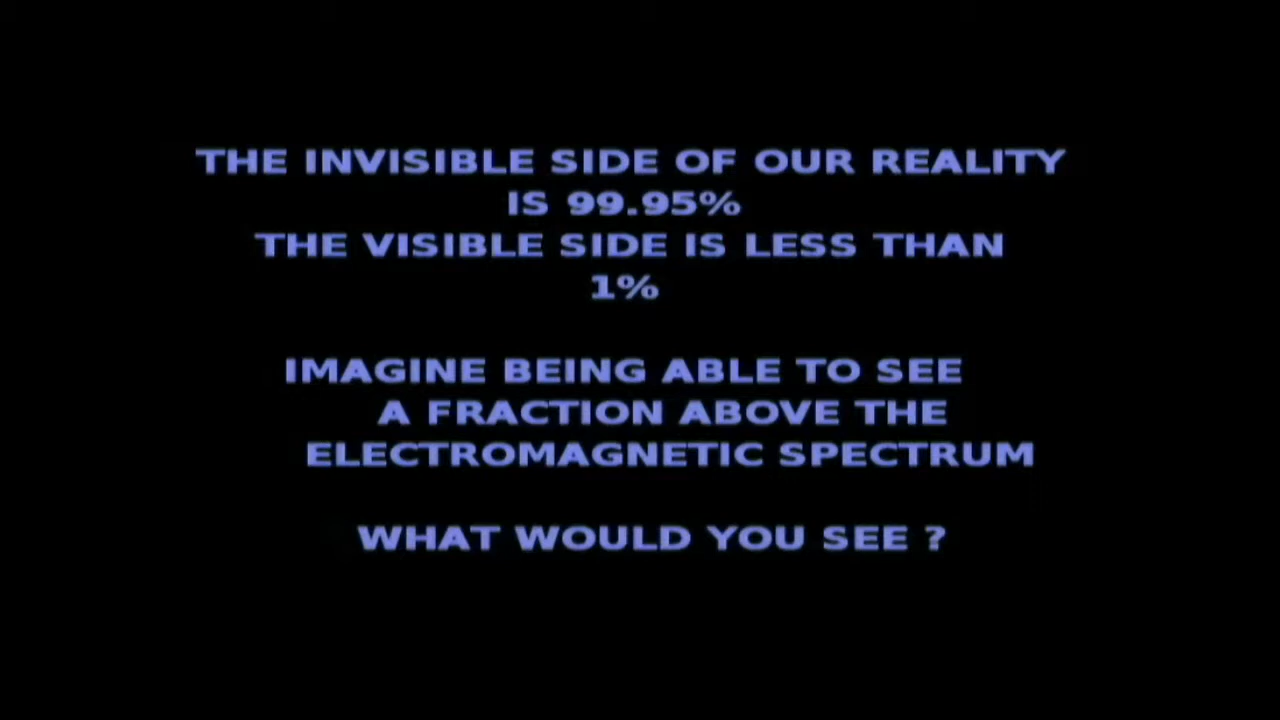 THE INVISIBLE SIDE OF OUR REALITY
IS 99.95%
THE VISIBLE SIDE IS LESS THAN
1%
IMAGINE BEING ABLE TO SEE
A FRACTION ABOVE THE
ELECTROMAGNETIC SPECTRUM
WHAT WOULD YOU SEE ?